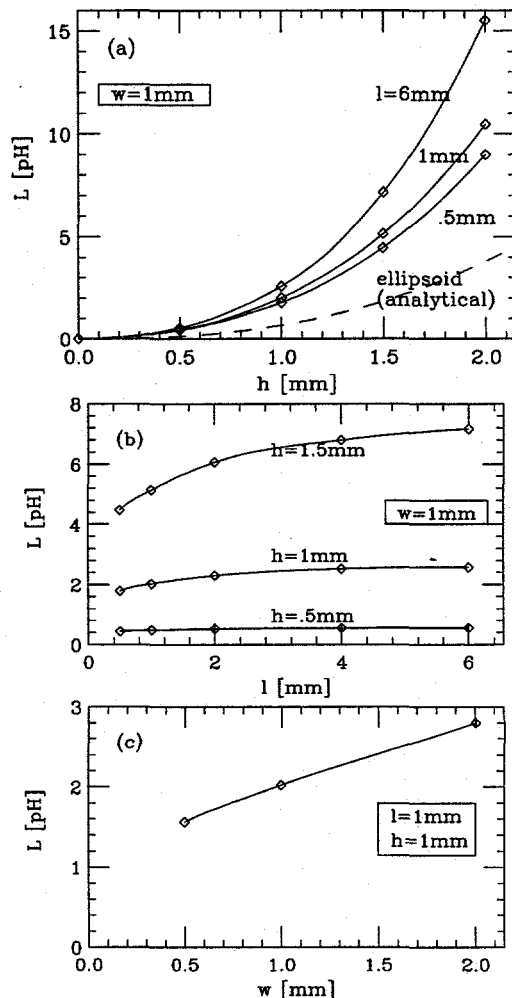 15
10
5
0
L [pH]
(a)
w=1mm
l=6mm
1mm
.5mm
ellipsoid
(analytical)
0.0 0.5 1.0 1.5 2.0
h [mm]
8
6
4
2
0
L [pH]
(b)
h=1.5mm
w=1mm
h=1mm
h=.5mm
0 2 4 6
l [mm]
3
2
1
0
L [pH]
(c)
l=1mm
h=1mm
0.0 0.5 1.0 1.5 2.0
w [mm]